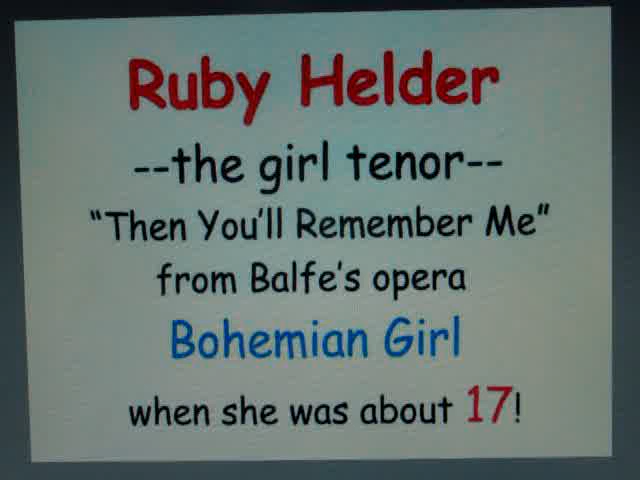 Ruby Helder
--the girl tenor--
“Then You’ll Remember Me”
from Balfe’s opera
Bohemian Girl
when she was about 17!